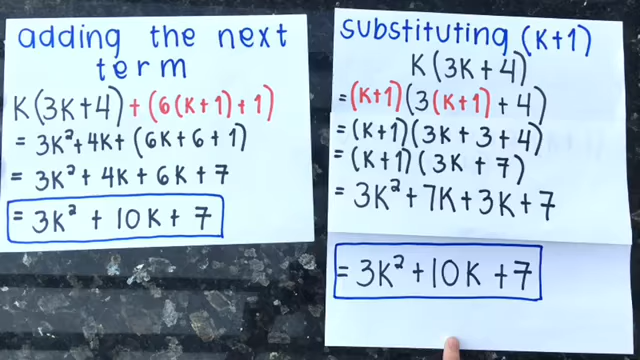 adding the next
term
K(3K+4)+(6(K+1)+1)
= 3K²+4K+(6K+6+1)
= 3K²+4K+6K+7
= 3K² + 10K + 7
substituting (K+1)
K(3K+4)
=(K+1)(3(K+1)+4)
=(K+1)(3K+3+4)
=(K+1)(3K+7)
= 3K²+7K+3K+7
= 3K²+10K+7